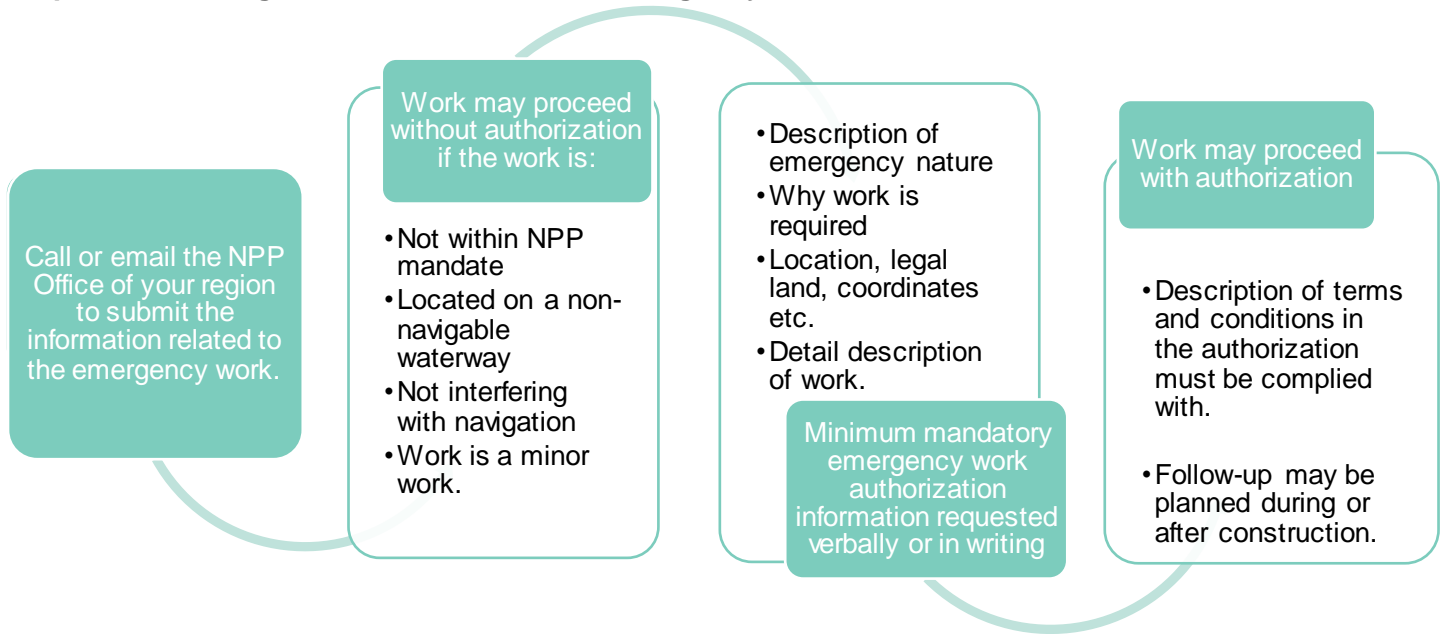 Call or email the NPP
Office of your region
to submit the
information related to
the emergency work.
Work may proceed
without authorization
if the work is:
•Not within NPP
mandate
•Located on a non-
navigable
waterway
•Not interfering
with navigation
•Work is a minor
work.
•Description of
emergency nature
•Why work is
required
•Location, legal
land, coordinates
etc.
•Detail description
of work.
Minimum mandatory
emergency work
authorization
information requested
verbally or in writing
Work may proceed
with authorization
•Description of terms
and conditions in
the authorization
must be complied
with.
•Follow-up may be
planned during or
after construction.